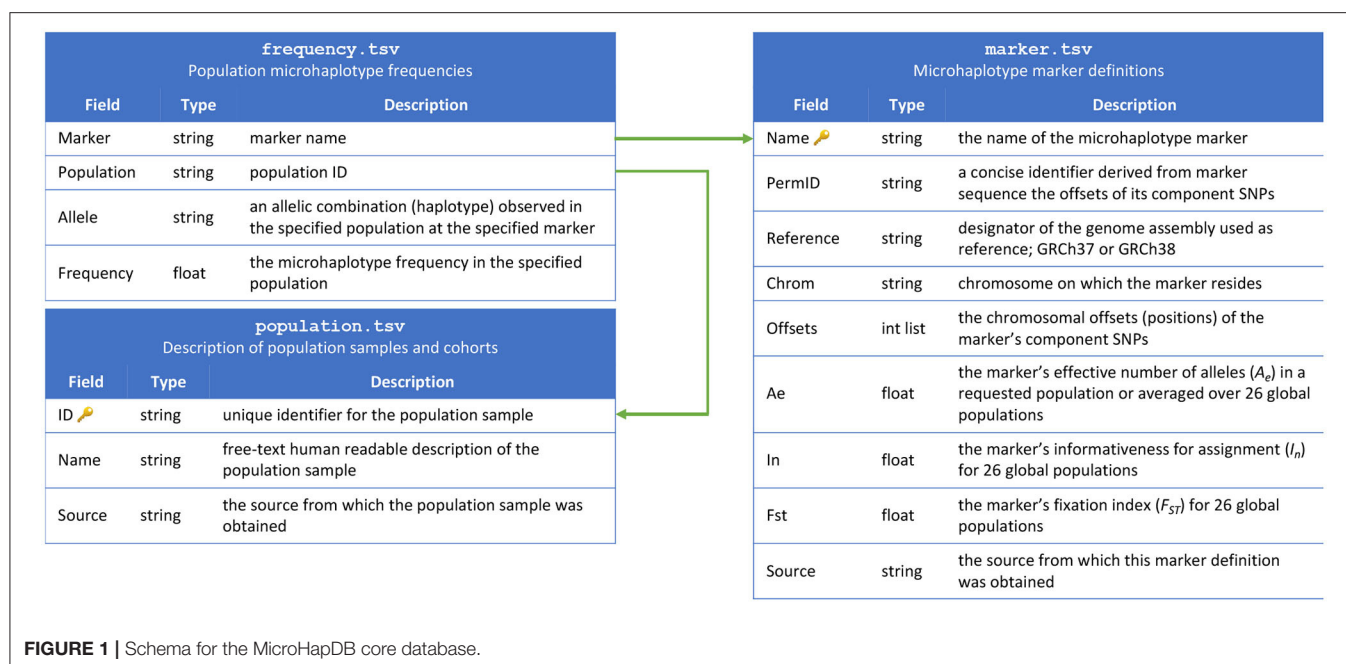 frequency.tsv
Population microhaplotype frequencies
Field Type Description
Marker string marker name
Population string population ID
Allele string an allelic combination (haplotype) observed in
the specified population at the specified marker
Frequency float the microhaplotype frequency in the specified
population
population.tsv
Description of population samples and cohorts
Field Type Description
ID string unique identifier for the population sample
Name string free-text human readable description of the
population sample
Source string the source from which the population sample was
obtained
marker.tsv
Microhaplotype marker definitions
Field Type Description
Name string the name of the microhaplotype marker
PermID string a concise identifier derived from marker
sequence the offsets of its component SNPs
Reference string designator of the genome assembly used as
reference; GRCh37 or GRCh38
Chrom string chromosome on which the marker resides
Offsets int list the chromosomal offsets (positions) of the
marker's component SNPs
Ae float the marker's effective number of alleles (Ae) in a
requested population or averaged over 26 global
populations
In float the marker's informativeness for assignment (In)
for 26 global populations
Fst float the marker's fixation index (FST) for 26 global
populations
Source string the source from which this marker definition
was obtained
FIGURE 1 | Schema for the MicroHapDB core database.